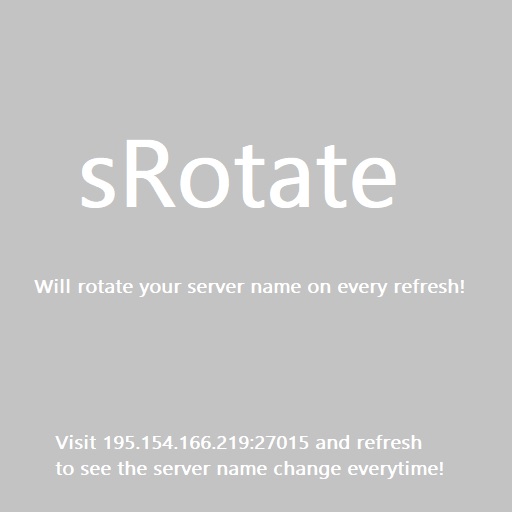 sRotate
Will rotate your server name on every refresh!
Visit 195.154.166.219:27015 and refresh
to see the server name change everytime!